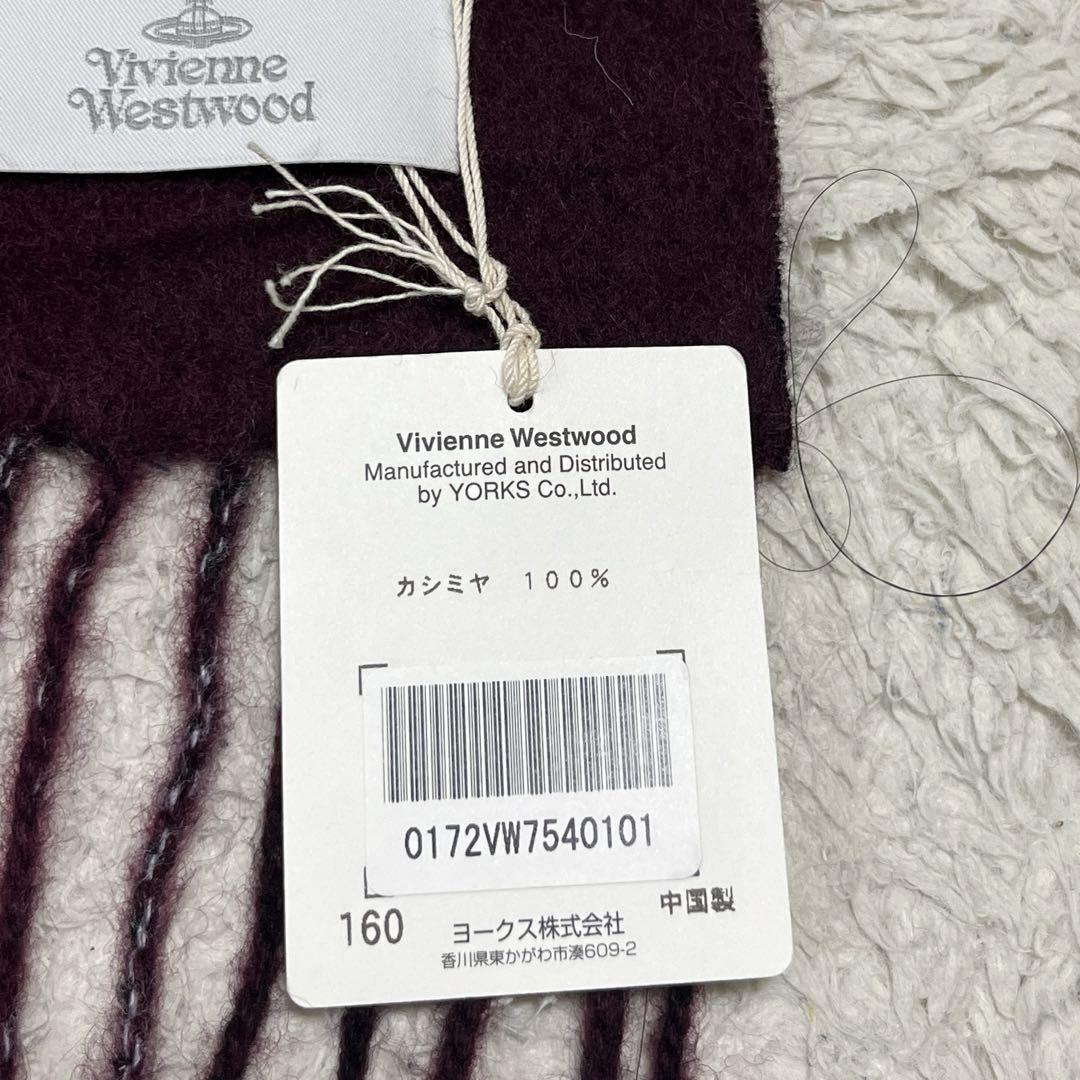 Vivienne
Westwood
Vivienne Westwood
Manufactured and Distributed
by YORKS Co.,Ltd.
カシミヤ 100%
0172VW7540101
160
ヨークス株式会社
中国製
香川県東かがわ市湊609-2